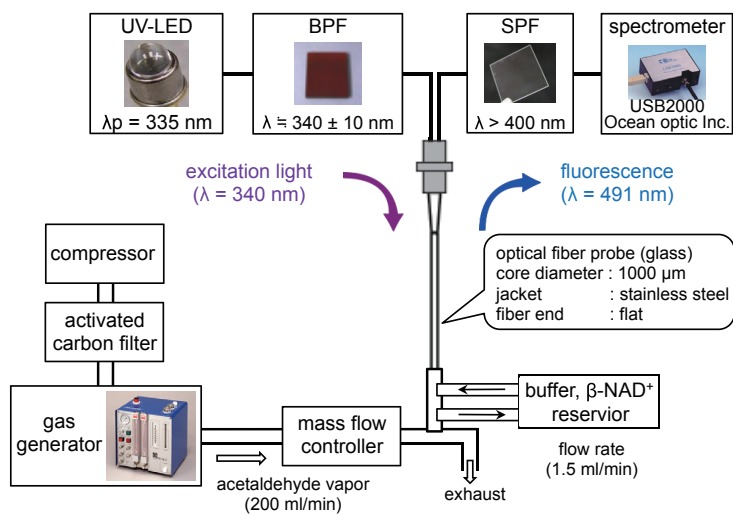 UV-LED
λp = 335 nm
BPF
λ ≒ 340 ± 10 nm
SPF
λ > 400 nm
spectrometer
USB2000
Ocean optic Inc.
excitation light
(λ = 340 nm)
fluorescence
(λ = 491 nm)
optical fiber probe (glass)
core diameter : 1000 μm
jacket : stainless steel
fiber end : flat
compressor
activated
carbon filter
gas
generator
mass flow
controller
buffer, β-NAD⁺
reservior
flow rate
(1.5 ml/min)
acetaldehyde vapor
(200 ml/min)
exhaust